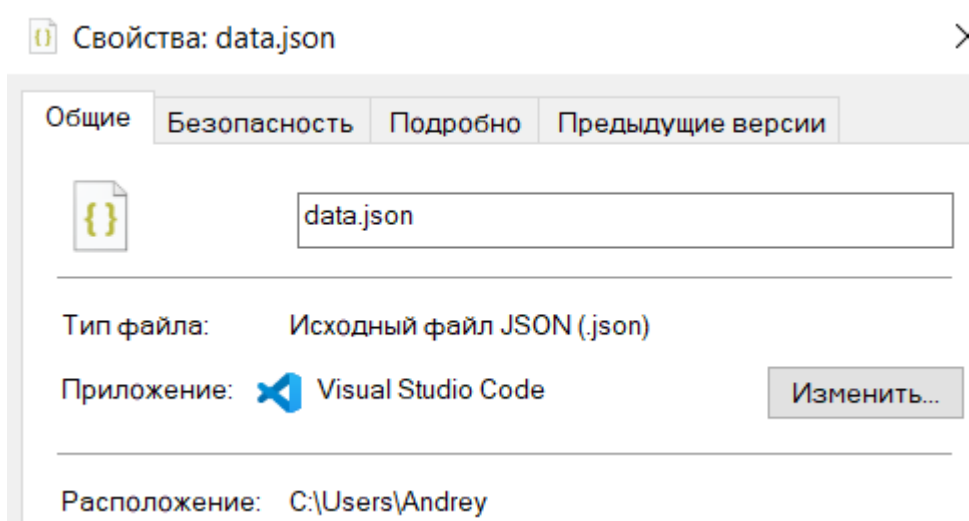 Свойства: data.json
Общие Безопасность Подробно Предыдущие версии
data.json
Тип файла: Исходный файл JSON (.json)
Приложение: Visual Studio Code Изменить...
Расположение: C:\Users\Andrey